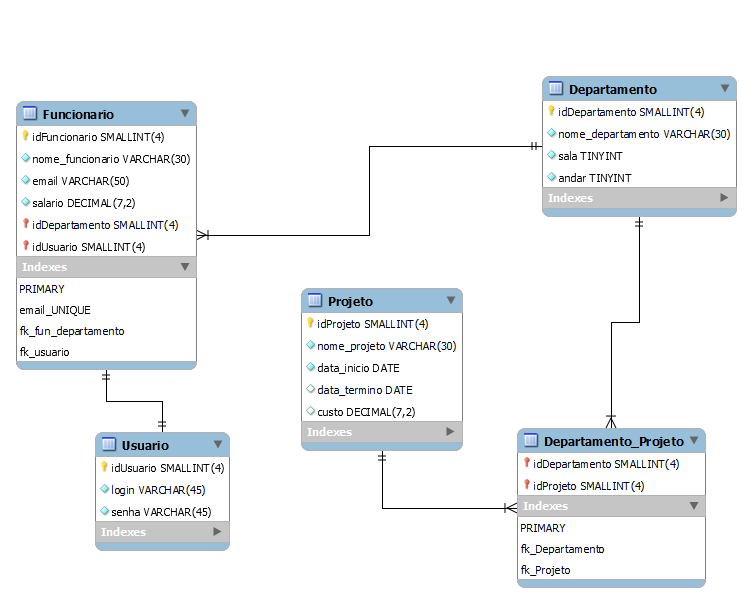 Funcionario
idFuncionario SMALLINT(4)
nome_funcionario VARCHAR(30)
email VARCHAR(50)
salario DECIMAL(7,2)
idDepartamento SMALLINT(4)
idUsuario SMALLINT(4)
Indexes
PRIMARY
email_UNIQUE
fk_fun_departamento
fk_usuario
Departamento
idDepartamento SMALLINT(4)
nome_departamento VARCHAR(30)
sala TINYINT
andar TINYINT
Indexes
Projeto
idProjeto SMALLINT(4)
nome_projeto VARCHAR(30)
data_inicio DATE
data_termino DATE
custo DECIMAL(7,2)
Indexes
Usuario
idUsuario SMALLINT(4)
login VARCHAR(45)
senha VARCHAR(45)
Indexes
Departamento_Projeto
idDepartamento SMALLINT(4)
idProjeto SMALLINT(4)
Indexes
PRIMARY
fk_Departamento
fk_Projeto